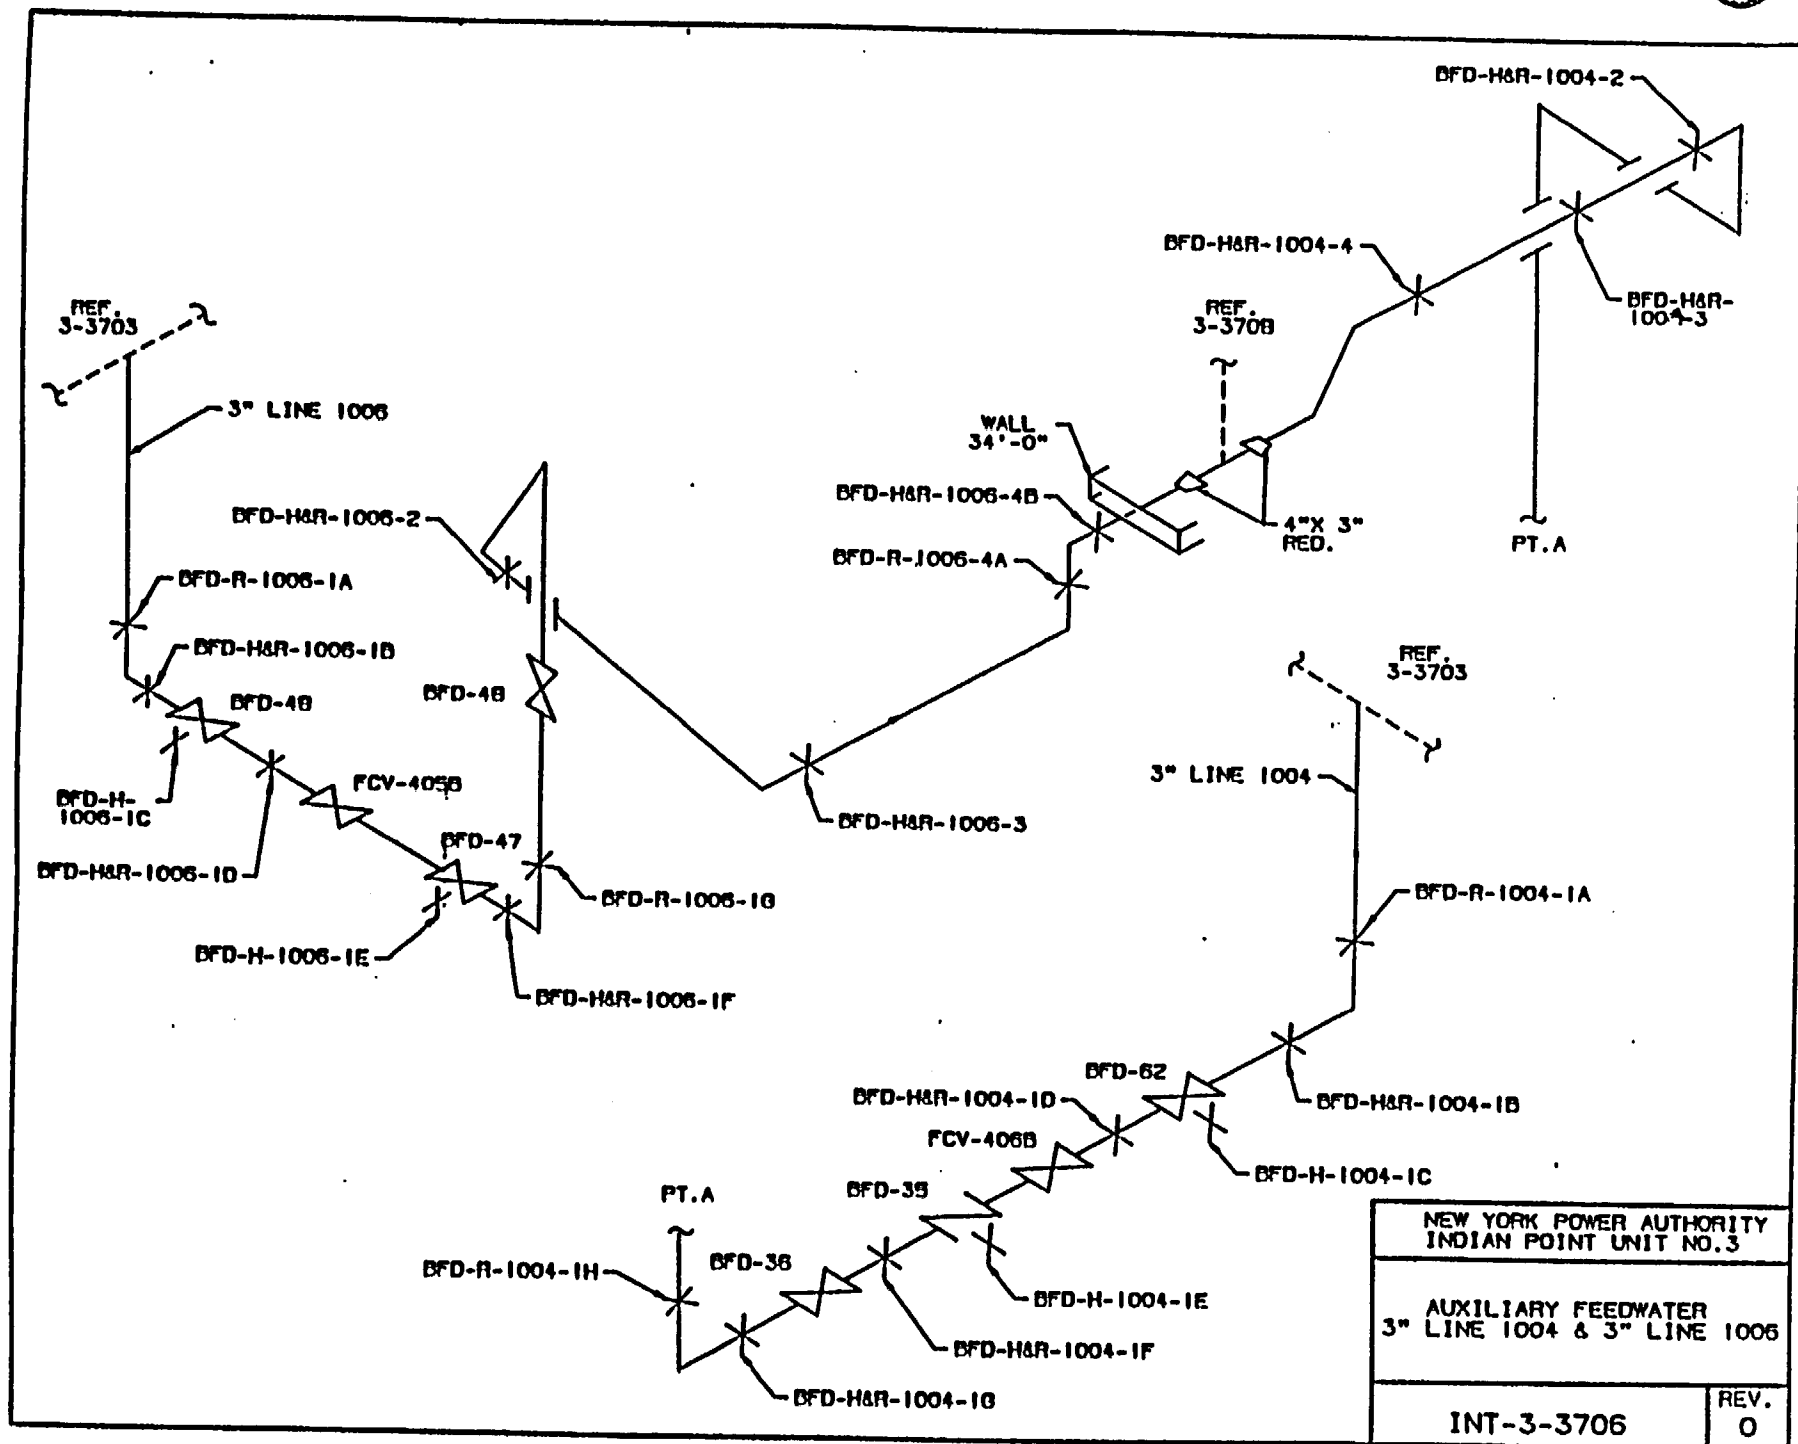 BFD-H&R-1004-2
BFD-H&R-1004-4
REF.
3-3703
REF.
3-3708
BFD-H&R-
1004-3
3" LINE 1006
WALL
34'-0"
BFD-H&R-1006-4B
BFD-H&R-1006-2
4"X 3"
RED.
PT.A
BFD-R-1006-4A
BFD-R-1006-1A
BFD-H&R-1006-1B
REF.
3-3703
BFD-48
BFD-3" LINE 1004
FCV-405B
BFD-H-
1006-1C
BFD-H&R-1006-3
BFD-47
BFD-H&R-1006-1D
BFD-R-1006-1G
BFD-R-1004-1A
BFD-H-1006-1E
BFD-H&R-1006-1F
BFD-62
BFD-H&R-1004-1D
BFD-H&R-1004-1B
FCV-406B
BFD-H-1004-1C
BFD-35
PT.A
BFD-36
BFD-R-1004-1H
BFD-H-1004-1E
BFD-H&R-1004-1F
BFD-H&R-1004-1G
NEW YORK POWER AUTHORITY
INDIAN POINT UNIT NO.3
AUXILIARY FEEDWATER
3" LINE 1004 & 3" LINE 1006
INT-3-3706
REV.
0